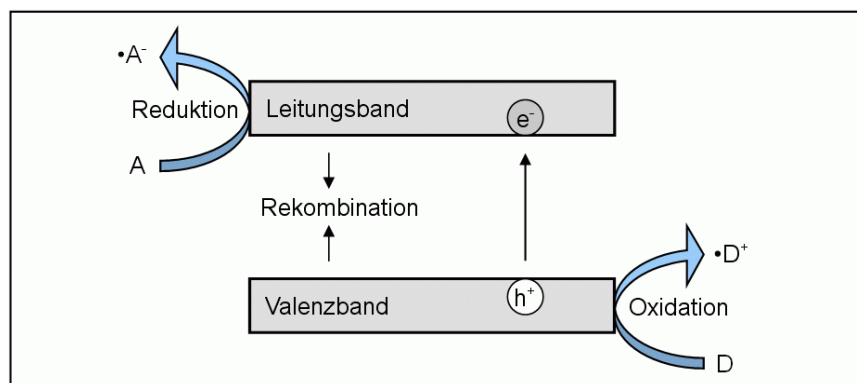 •A⁻
Reduktion
A
Leitungsband
e⁻
Rekombination
Valenzband
h⁺
•D⁺
Oxidation
D